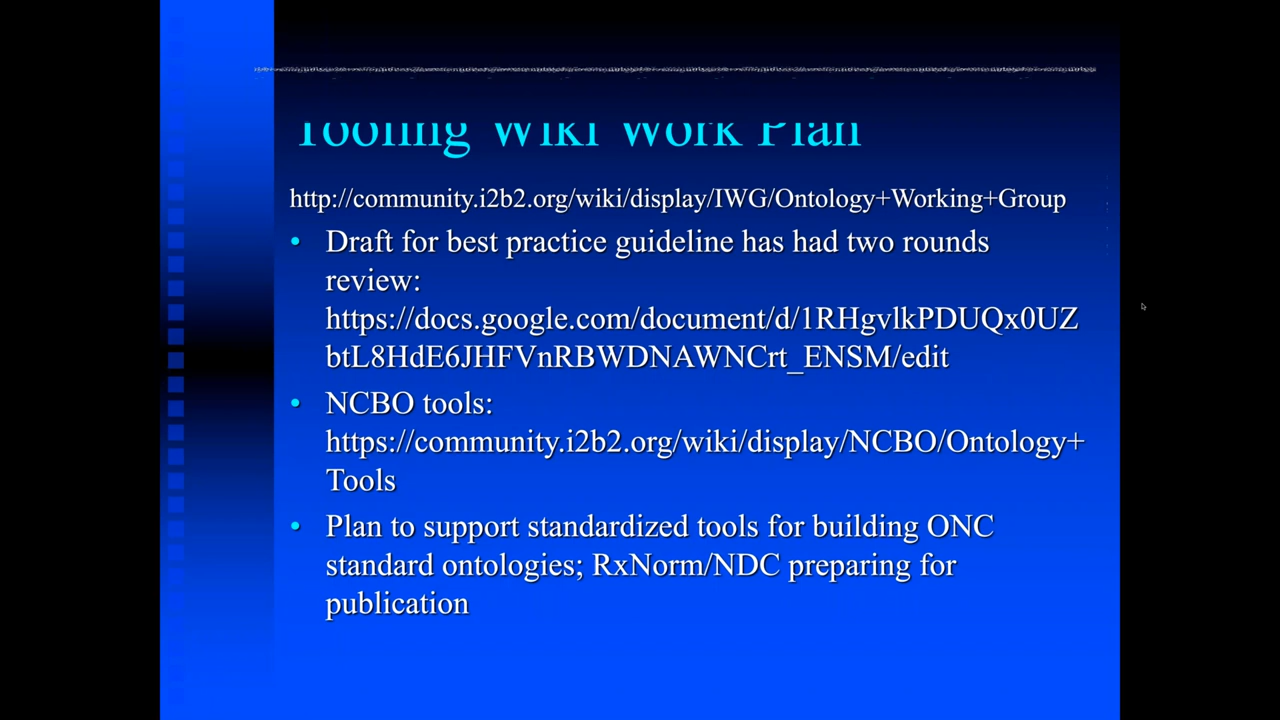 Tooling Wiki Work Plan
http://community.i2b2.org/wiki/display/IWG/Ontology+Working+Group
• Draft for best practice guideline has had two rounds
review:
https://docs.google.com/document/d/1RHgvlkPDUQx0UZ
btL8HdE6JHFVnRBWDNAWNCrt_ENSM/edit
• NCBO tools:
https://community.i2b2.org/wiki/display/NCBO/Ontology+
Tools
• Plan to support standardized tools for building ONC
standard ontologies; RxNorm/NDC preparing for
publication